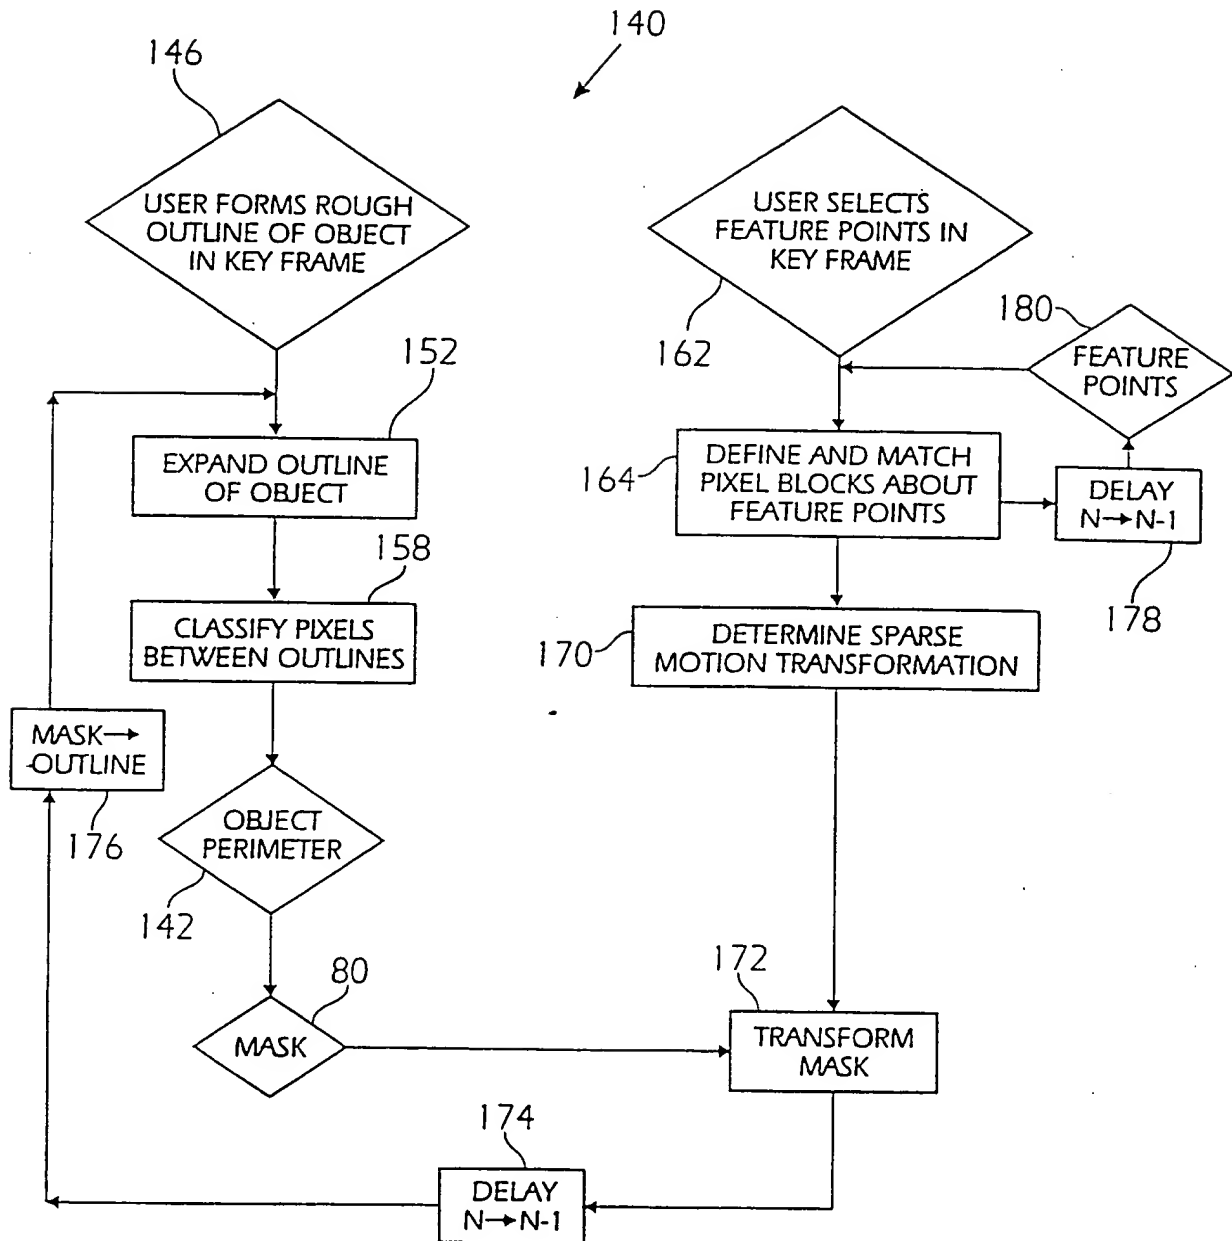 140
146
USER FORMS ROUGH
OUTLINE OF OBJECT
IN KEY FRAME
USER SELECTS
FEATURE POINTS IN
KEY FRAME
162
180
FEATURE
POINTS
152
EXPAND OUTLINE
OF OBJECT
164
DEFINE AND MATCH
PIXEL BLOCKS ABOUT
FEATURE POINTS
DELAY
N→N-1
178
158
CLASSIFY PIXELS
BETWEEN OUTLINES
170
DETERMINE SPARSE
MOTION TRANSFORMATION
MASK→
OUTLINE
176
OBJECT
PERIMETER
142
80
MASK
172
TRANSFORM
MASK
174
DELAY
N→N-1